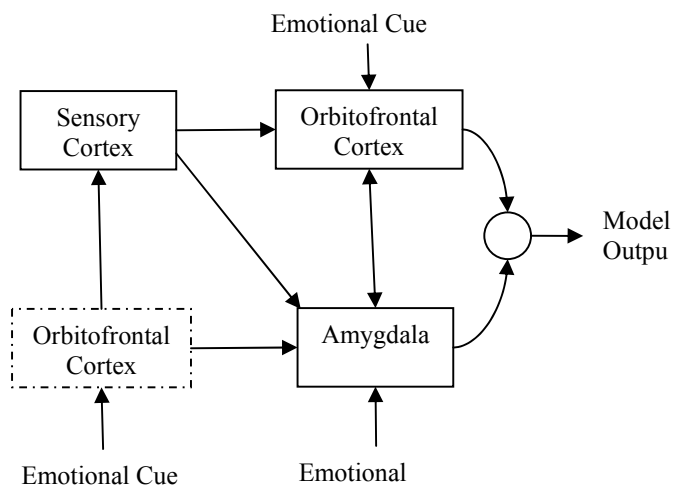 Emotional Cue
Sensory
Cortex
Orbitofrontal
Cortex
Model
Outpu
Orbitofrontal
Cortex
Amygdala
Emotional Cue
Emotional